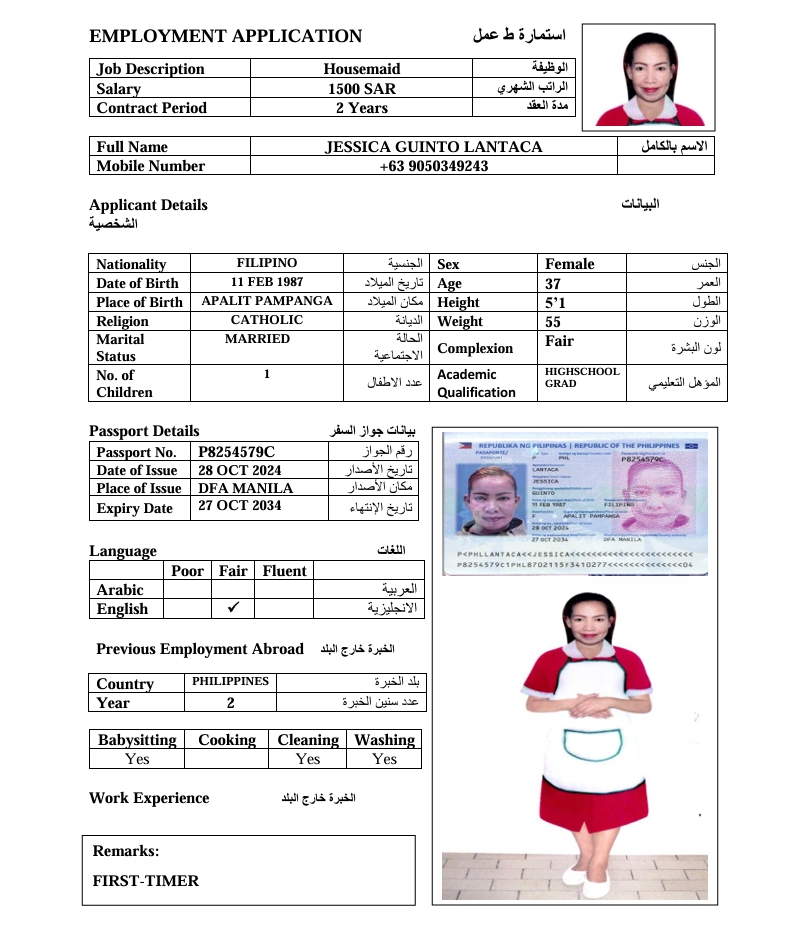 EMPLOYMENT APPLICATION استمارة ط عمل
Job Description Housemaid الوظيفة
Salary 1500 SAR الراتب الشهري
Contract Period 2 Years مدة العقد
Full Name JESSICA GUINTO LANTACA الاسم بالكامل
Mobile Number +63 9050349243
Applicant Details البيانات
الشخصية
Nationality FILIPINO الجنسية Sex Female الجنس
Date of Birth 11 FEB 1987 تاريخ الميلاد Age 37 العمر
Place of Birth APALIT PAMPANGA مكان الميلاد Height 5’1 الطول
Religion CATHOLIC الديانة Weight 55 الوزن
Marital Status MARRIED الحالة الاجتماعية Complexion Fair لون البشرة
No. of Children 1 عدد الاطفال Academic Qualification HIGHSCHOOL GRAD المؤهل التعليمي
Passport Details بيانات جواز السفر
Passport No. P8254579C رقم الجواز
Date of Issue 28 OCT 2024 تاريخ الأصدار
Place of Issue DFA MANILA مكان الأصدار
Expiry Date 27 OCT 2034 تاريخ الإنتهاء
Language اللغات
Poor Fair Fluent
Arabic العربية
English ✓ الانجليزية
Previous Employment Abroad الخبرة خارج البلد
Country PHILIPPINES بلد الخبرة
Year 2 عدد سنين الخبرة
Babysitting Cooking Cleaning Washing
Yes Yes Yes
Work Experience الخبرة خارج البلد
Remarks:
FIRST-TIMER
REPUBLIKA NG PILIPINAS | REPUBLIC OF THE PHILIPPINES
PASAPORTE/
PASSPORT P PHL P8254579C
LANTACA
JESSICA
GUINTO
11 FEB 1987 FILIPINO
F APALIT PAMPANGA
28 OCT 2024
27 OCT 2034 DFA MANILA
P<PHLLANTACA<<JESSICA<<<<<<<<<<<<<<<<<<<<<<<
P8254579C1PHL8702115F3410277<<<<<<<<<<<<<<04